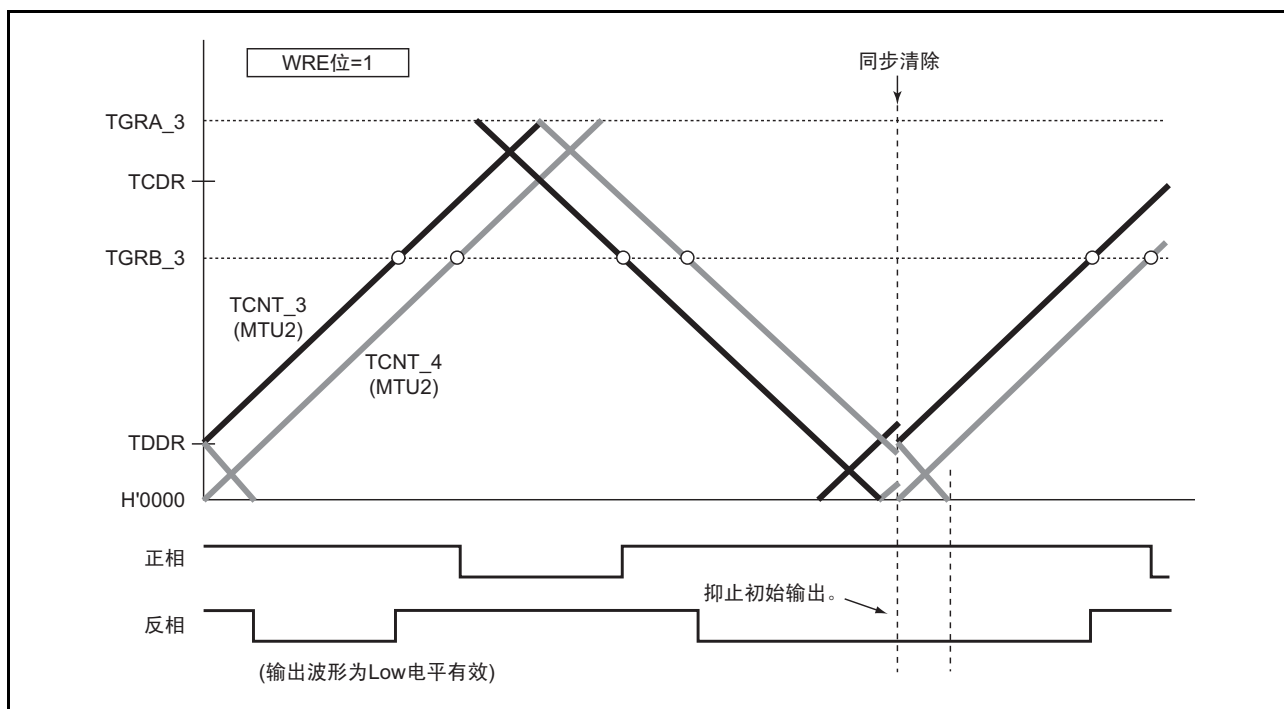 WRE位=1
同步清除
TGRA_3
TCDR
TGRB_3
TCNT_3
(MTU2)
TCNT_4
(MTU2)
TDDR
H'0000
正相
抑止初始输出。
反相
(输出波形为Low电平有效)